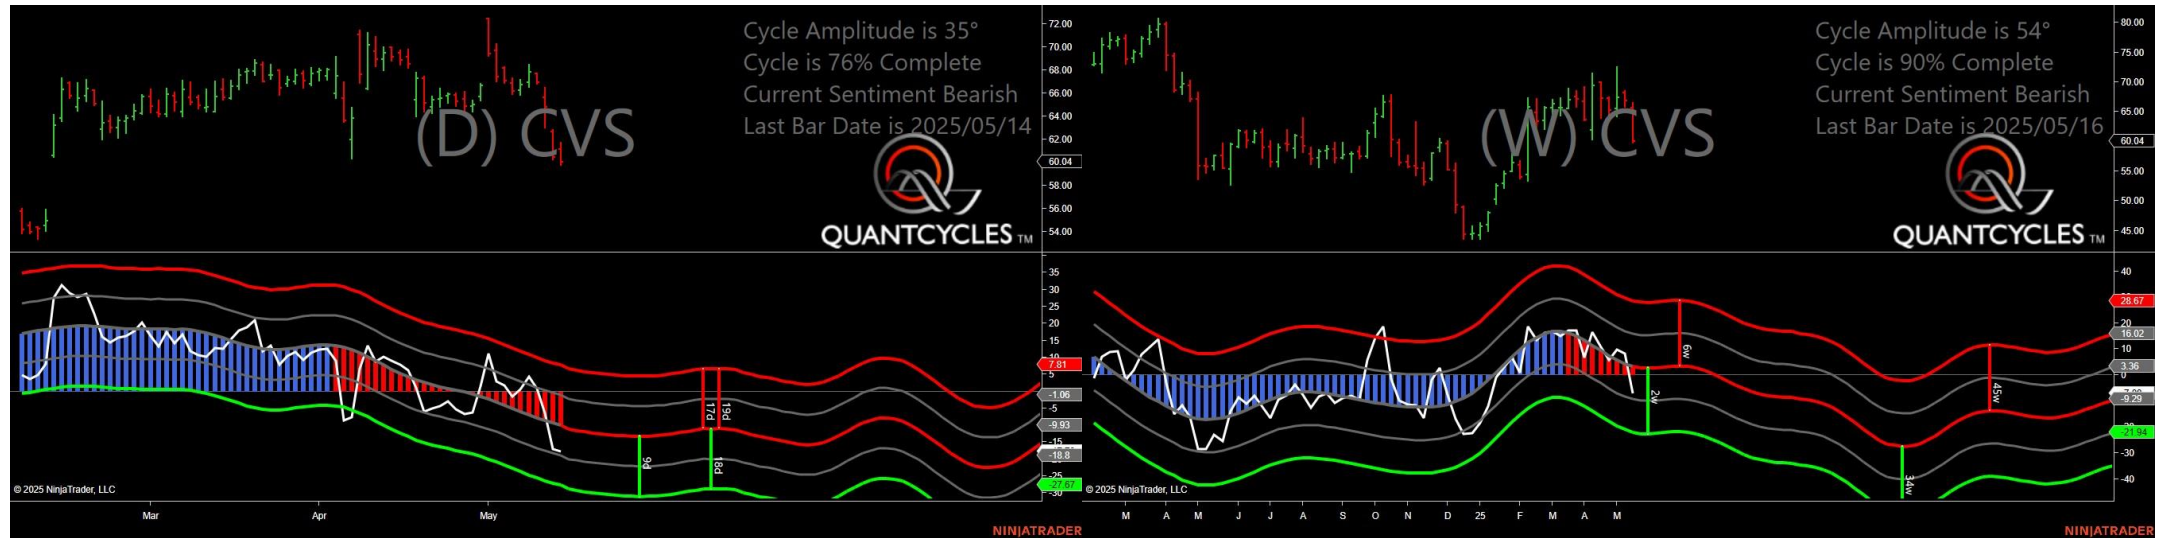 Cycle Amplitude is 35°
Cycle is 76% Complete
Current Sentiment Bearish
Last Bar Date is 2025/05/14
(D) CVS
QUANTCYCLES TM
72.00
70.00
68.00
66.00
64.00
62.00
60.04
58.00
56.00
54.00
35
30
25
20
15
7.81
5
-1.06
-5
-9.93
-15
-18.8
-27.67
-30
17d
19d
9d
18d
© 2025 NinjaTrader, LLC
Mar
Apr
May
NINJATRADER
Cycle Amplitude is 54°
Cycle is 90% Complete
Current Sentiment Bearish
Last Bar Date is 2025/05/16
(W) CVS
QUANTCYCLES TM
80.00
75.00
70.00
65.00
60.04
55.00
50.00
45.00
40
28.67
20
16.02
10
3.36
0
-9.29
-21.94
-30
-40
6w
2w
45w
34w
© 2025 NinjaTrader, LLC
M A M J J A S O N D 25 F M A M
NINJATRADER